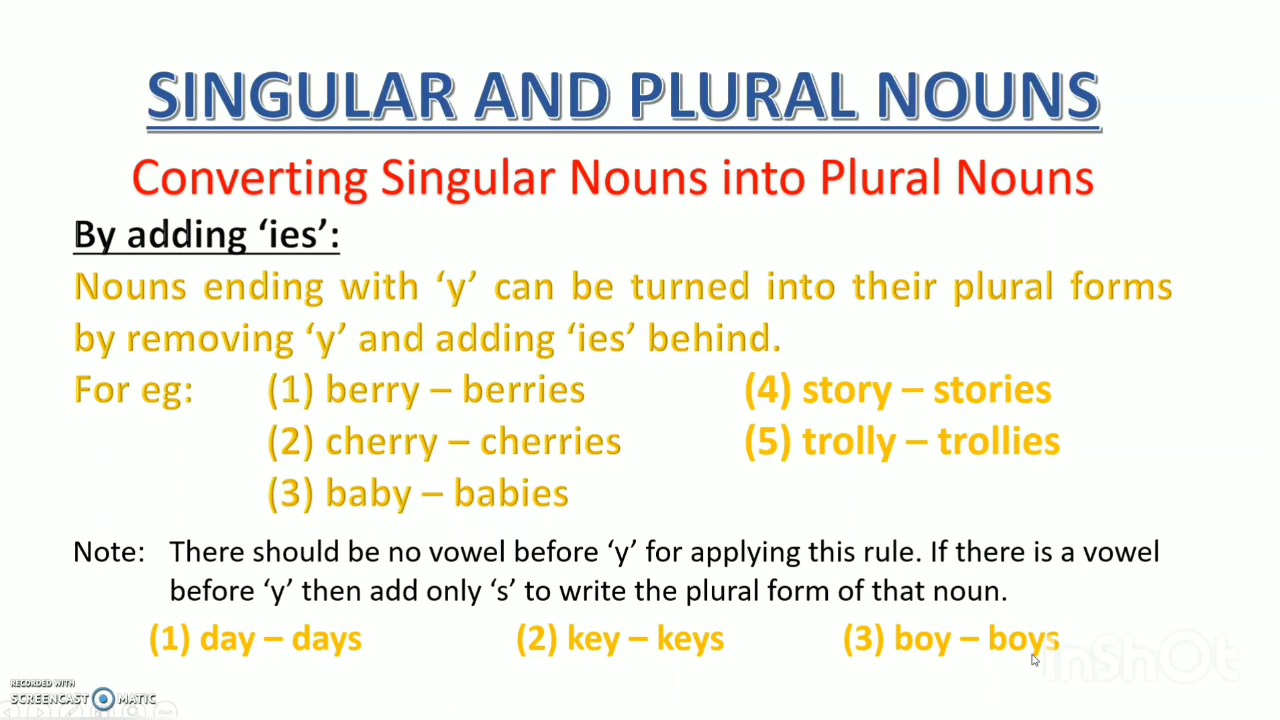 SINGULAR AND PLURAL NOUNS
Converting Singular Nouns into Plural Nouns
By adding ‘ies’:
Nouns ending with ‘y’ can be turned into their plural forms
by removing ‘y’ and adding ‘ies’ behind.
For eg: (1) berry – berries (4) story – stories
(2) cherry – cherries (5) trolly – trollies
(3) baby – babies
Note: There should be no vowel before ‘y’ for applying this rule. If there is a vowel
before ‘y’ then add only ‘s’ to write the plural form of that noun.
(1) day – days (2) key – keys (3) boy – boys
InShOt
RECORDED WITH
SCREENCAST MATIC